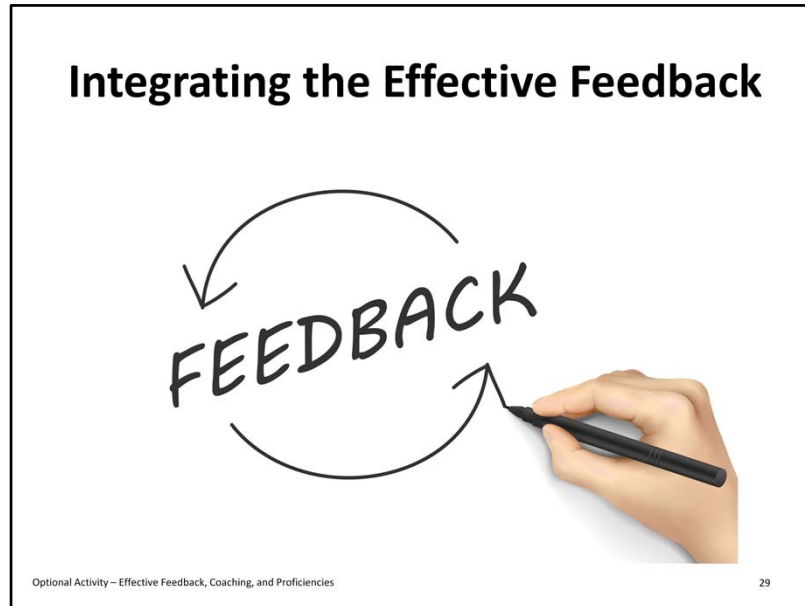 Integrating the Effective Feedback
FEEDBACK
Optional Activity – Effective Feedback, Coaching, and Proficiencies
29